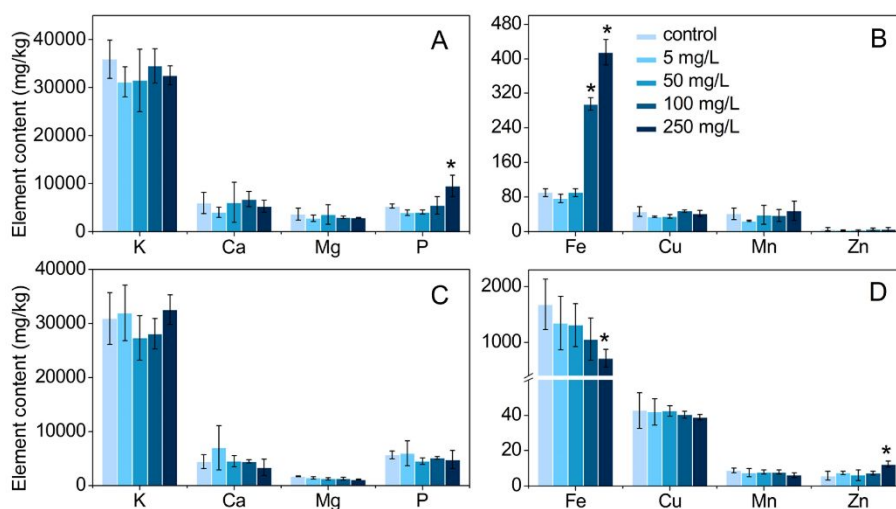 A
Element content (mg/kg)
40000
30000
20000
10000
0
K Ca Mg P
*
B
480
400
320
240
160
80
0
Fe Cu Mn Zn
* *
control
5 mg/L
50 mg/L
100 mg/L
250 mg/L
C
Element content (mg/kg)
40000
30000
20000
10000
0
K Ca Mg P
D
2000
1000
40
20
0
Fe Cu Mn Zn
* *